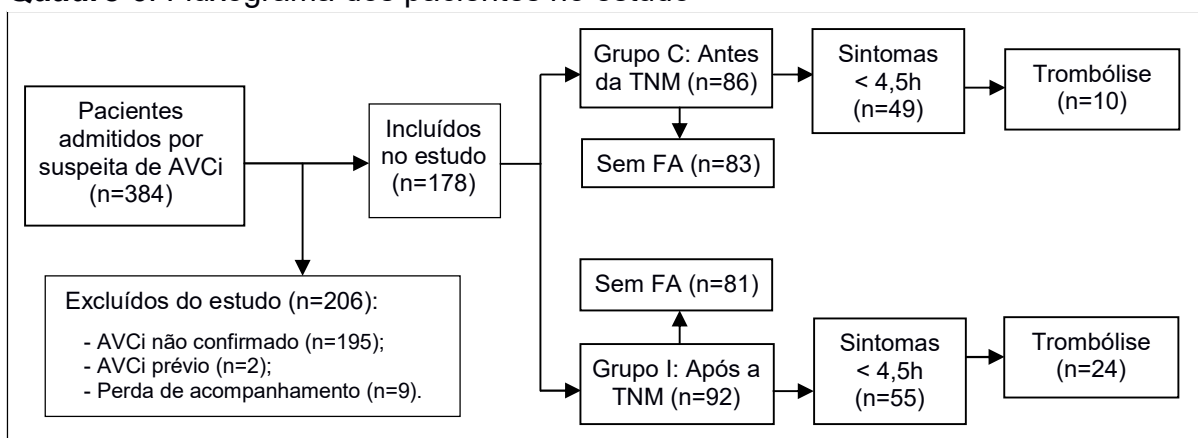 Pacientes
admitidos por
suspeita de AVCi
(n=384)
Excluídos do estudo (n=206):
- AVCi não confirmado (n=195);
- AVCi prévio (n=2);
- Perda de acompanhamento (n=9).
Incluídos
no estudo
(n=178)
Grupo C: Antes
da TNM (n=86)
Sem FA (n=83)
Sintomas
< 4,5h
(n=49)
Trombólise
(n=10)
Sem FA (n=81)
Grupo I: Após a
TNM (n=92)
Sintomas
< 4,5h
(n=55)
Trombólise
(n=24)